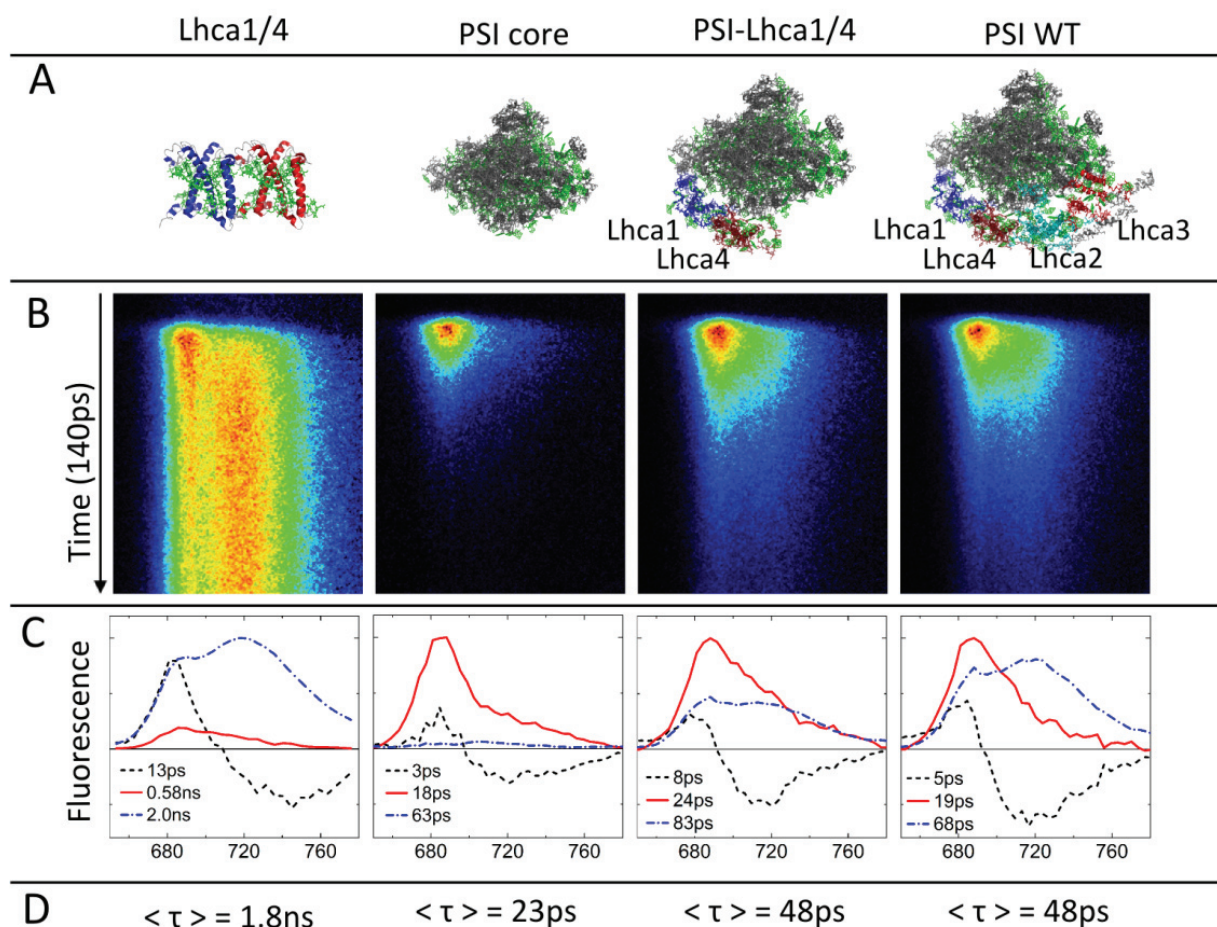 Lhca1/4 PSI core PSI-Lhca1/4 PSI WT
A
Lhca1
Lhca4
Lhca1
Lhca4
Lhca2
Lhca3
B
Time (140ps)
C
Fluorescence
13ps
0.58ns
2.0ns
3ps
18ps
63ps
8ps
24ps
83ps
5ps
19ps
68ps
680 720 760 680 720 760 680 720 760 680 720 760
D < τ > = 1.8ns < τ > = 23ps < τ > = 48ps < τ > = 48ps